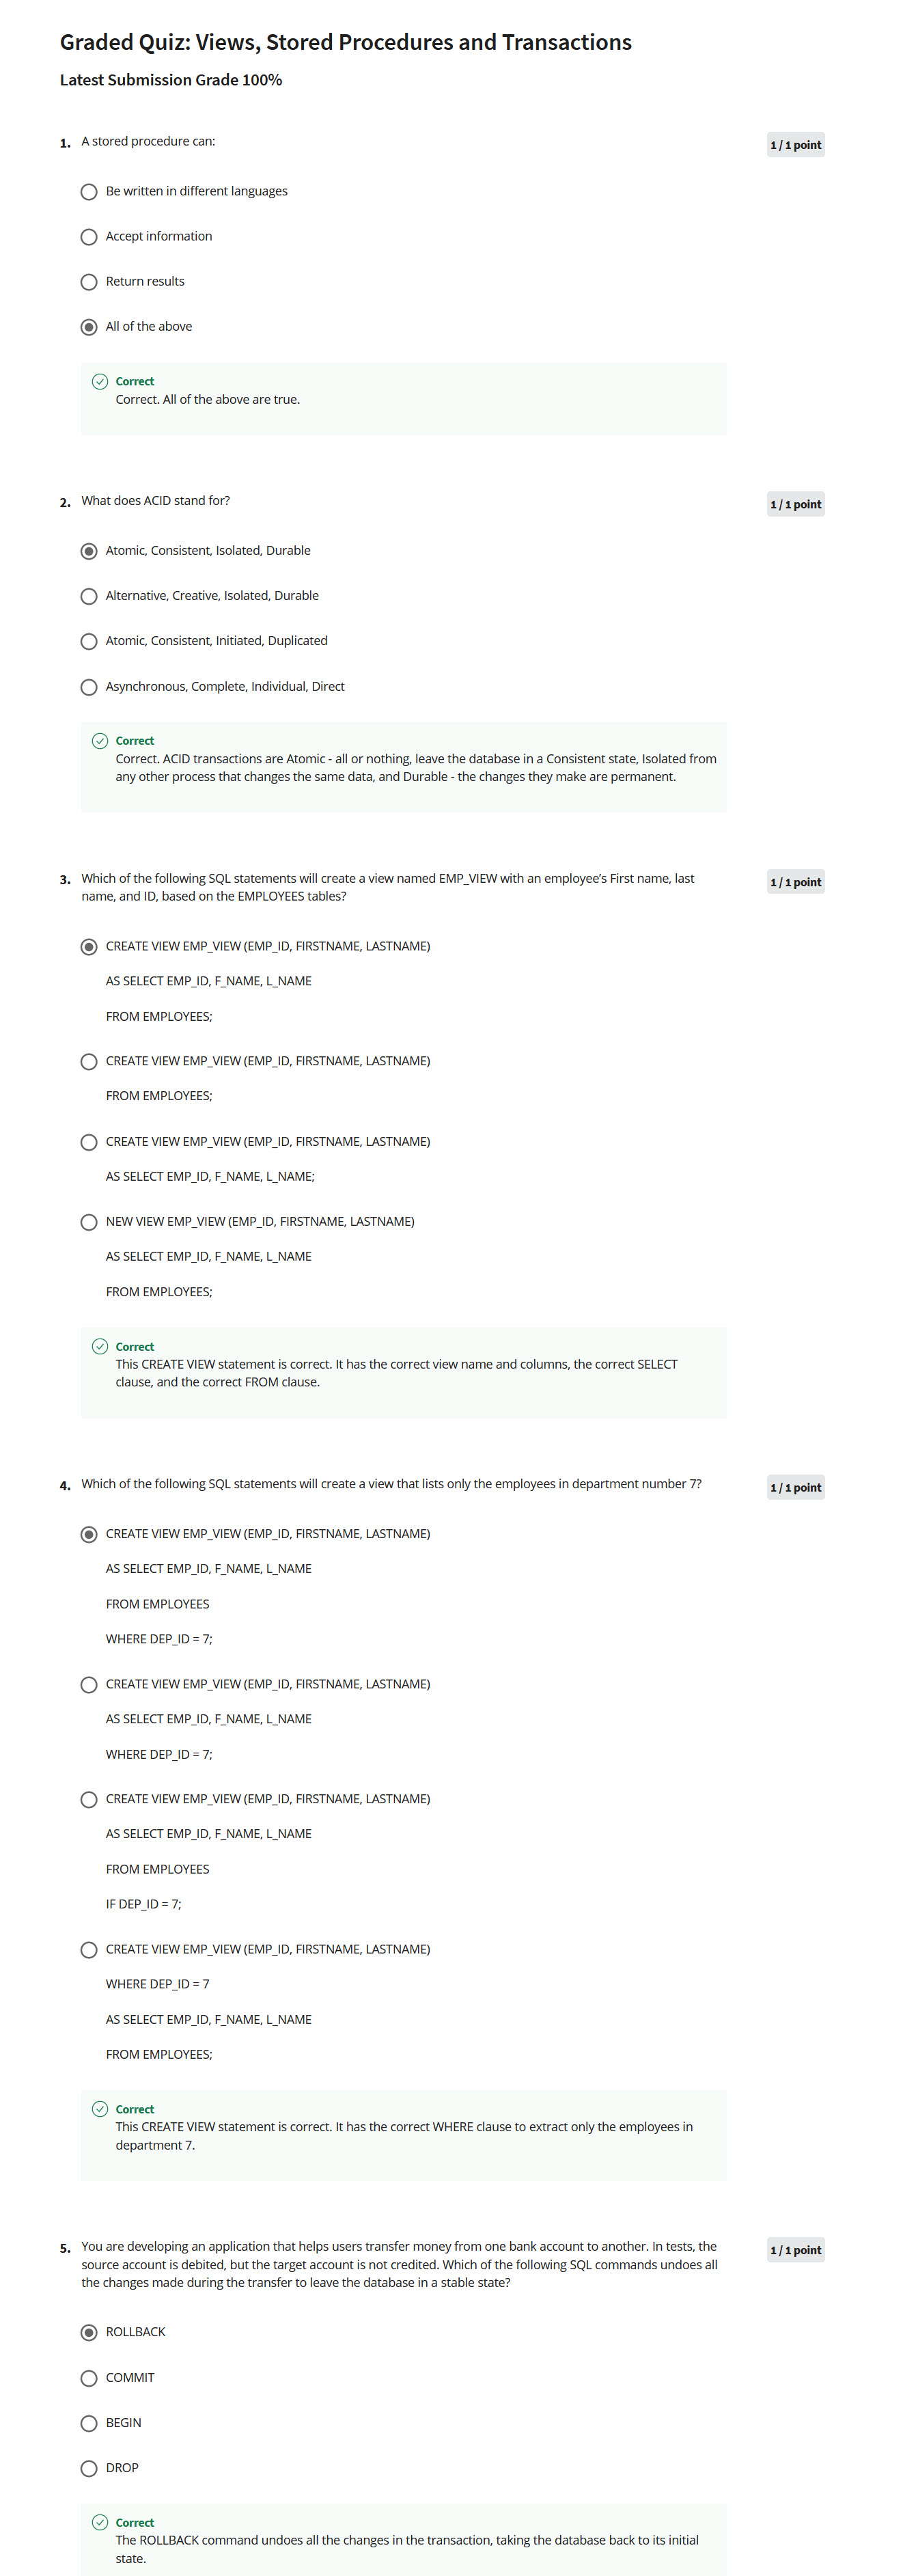 Graded Quiz: Views, Stored Procedures and Transactions
Latest Submission Grade 100%
1. A stored procedure can:
1 / 1 point
Be written in different languages
Accept information
Return results
All of the above
Correct
Correct. All of the above are true.
2. What does ACID stand for?
1 / 1 point
Atomic, Consistent, Isolated, Durable
Alternative, Creative, Isolated, Durable
Atomic, Consistent, Initiated, Duplicated
Asynchronous, Complete, Individual, Direct
Correct
Correct. ACID transactions are Atomic - all or nothing, leave the database in a Consistent state, Isolated from
any other process that changes the same data, and Durable - the changes they make are permanent.
3. Which of the following SQL statements will create a view named EMP_VIEW with an employee's First name, last
name, and ID, based on the EMPLOYEES tables?
1 / 1 point
CREATE VIEW EMP_VIEW (EMP_ID, FIRSTNAME, LASTNAME)
AS SELECT EMP_ID, F_NAME, L_NAME
FROM EMPLOYEES;
CREATE VIEW EMP_VIEW (EMP_ID, FIRSTNAME, LASTNAME)
FROM EMPLOYEES;
CREATE VIEW EMP_VIEW (EMP_ID, FIRSTNAME, LASTNAME)
AS SELECT EMP_ID, F_NAME, L_NAME;
NEW VIEW EMP_VIEW (EMP_ID, FIRSTNAME, LASTNAME)
AS SELECT EMP_ID, F_NAME, L_NAME
FROM EMPLOYEES;
Correct
This CREATE VIEW statement is correct. It has the correct view name and columns, the correct SELECT
clause, and the correct FROM clause.
4. Which of the following SQL statements will create a view that lists only the employees in department number 7?
1 / 1 point
CREATE VIEW EMP_VIEW (EMP_ID, FIRSTNAME, LASTNAME)
AS SELECT EMP_ID, F_NAME, L_NAME
FROM EMPLOYEES
WHERE DEP_ID = 7;
CREATE VIEW EMP_VIEW (EMP_ID, FIRSTNAME, LASTNAME)
AS SELECT EMP_ID, F_NAME, L_NAME
WHERE DEP_ID = 7;
CREATE VIEW EMP_VIEW (EMP_ID, FIRSTNAME, LASTNAME)
AS SELECT EMP_ID, F_NAME, L_NAME
FROM EMPLOYEES
IF DEP_ID = 7;
CREATE VIEW EMP_VIEW (EMP_ID, FIRSTNAME, LASTNAME)
WHERE DEP_ID = 7
AS SELECT EMP_ID, F_NAME, L_NAME
FROM EMPLOYEES;
Correct
This CREATE VIEW statement is correct. It has the correct WHERE clause to extract only the employees in
department 7.
5. You are developing an application that helps users transfer money from one bank account to another. In tests, the
source account is debited, but the target account is not credited. Which of the following SQL commands undoes all
the changes made during the transfer to leave the database in a stable state?
1 / 1 point
ROLLBACK
COMMIT
BEGIN
DROP
Correct
The ROLLBACK command undoes all the changes in the transaction, taking the database back to its initial
state.